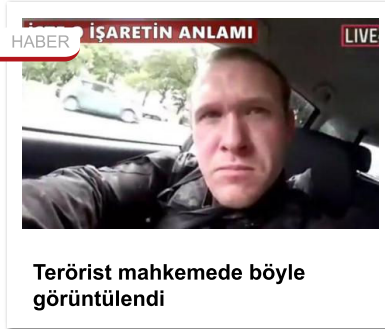 HABER
O İŞARETİN ANLAMI
LIVE
Terörist mahkemede böyle
görüntülendi